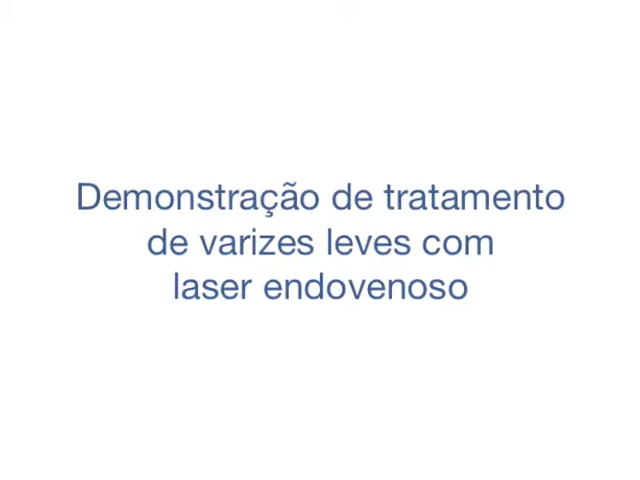 Demonstração de tratamento
de varizes leves com
laser endovenoso